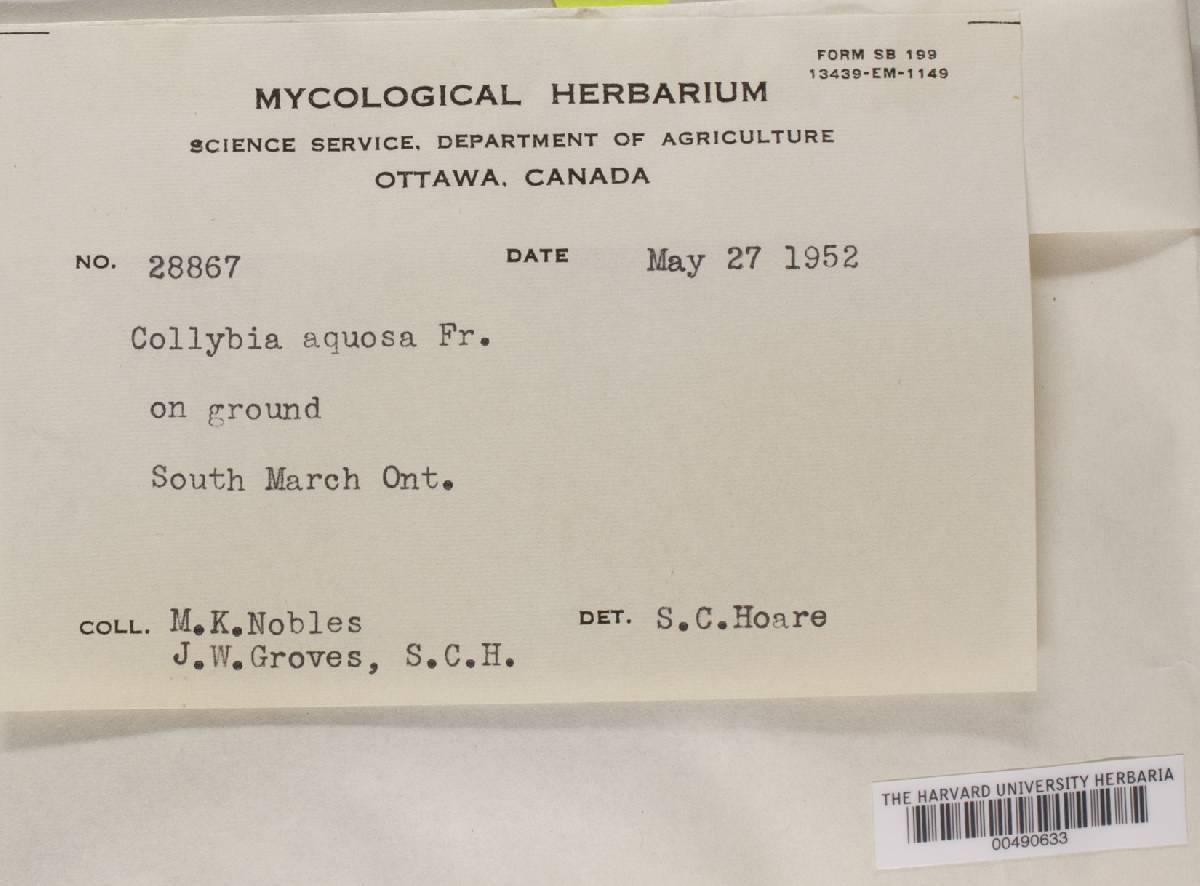 FORM SB 199
13439-EM-1149
MYCOLOGICAL HERBARIUM
SCIENCE SERVICE, DEPARTMENT OF AGRICULTURE
OTTAWA, CANADA
NO. 28867 DATE May 27 1952
Collybia aquosa Fr.
on ground
South March Ont.
COLL. M.K.Nobles DET. S.C.Hoare
J.W.Groves, S.C.H.
THE HARVARD UNIVERSITY HERBARIA
00490633